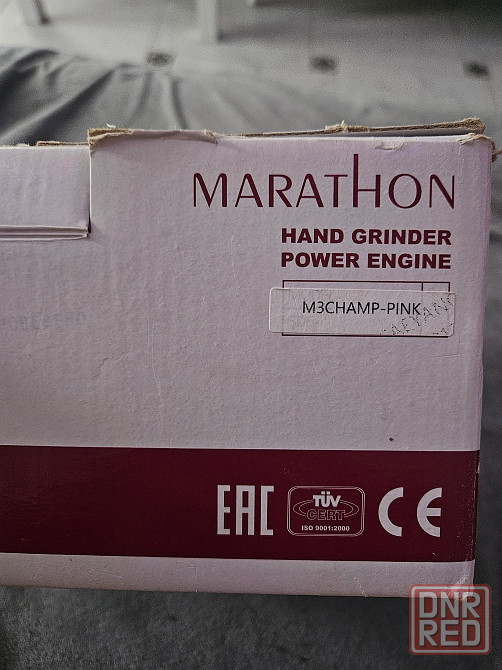 MARATHON
HAND GRINDER
POWER ENGINE
M3CHAMP-PINK
EAC
TÜV
CERT
ISO 9001:2000
CE
DNR
RED